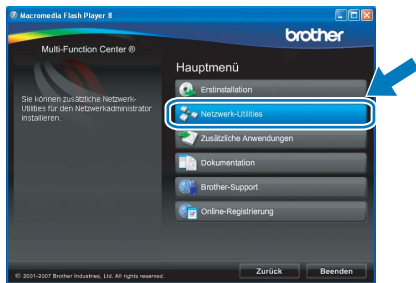 Macromedia Flash Player 8
brother
Multi-Function Center ®
Hauptmenü
Sie können zusätzliche Netzwerk-
Utilities für den Netzwerkadministrator
installieren.
Erstinstallation
Netzwerk-Utilities
Zusätzliche Anwendungen
Dokumentation
Brother-Support
Online-Registrierung
© 2001-2007 Brother Industries, Ltd. All rights reserved.
Zurück
Beenden